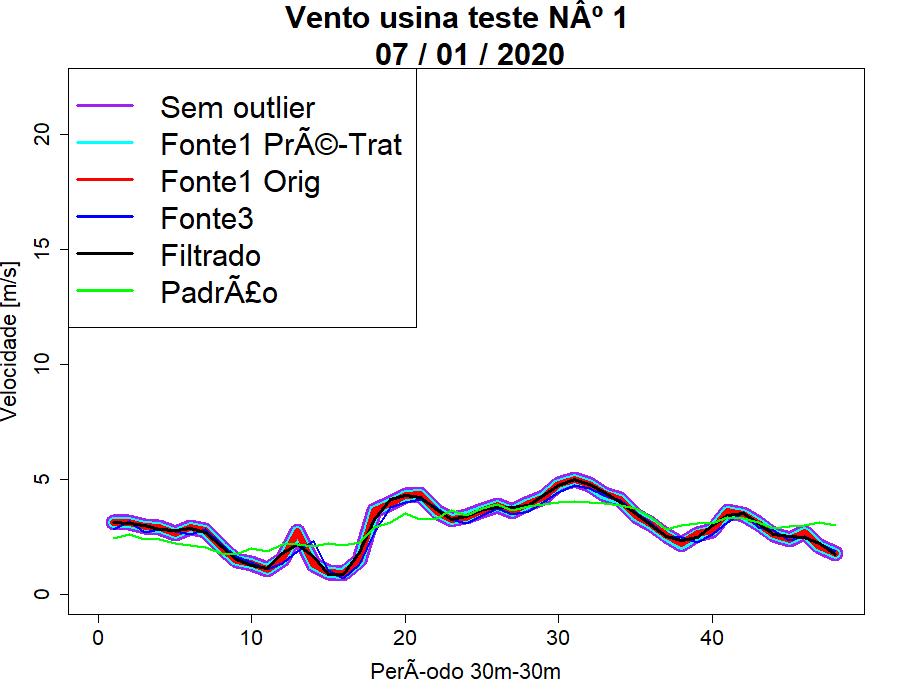 Vento usina teste NÂº 1
07 / 01 / 2020
Sem outlier
Fonte1 PrÃ©-Trat
Fonte1 Orig
Fonte3
Filtrado
PadrÃ£o
Velocidade [m/s]
20
15
10
5
0
0 10 20 30 40
PerÃ-odo 30m-30m